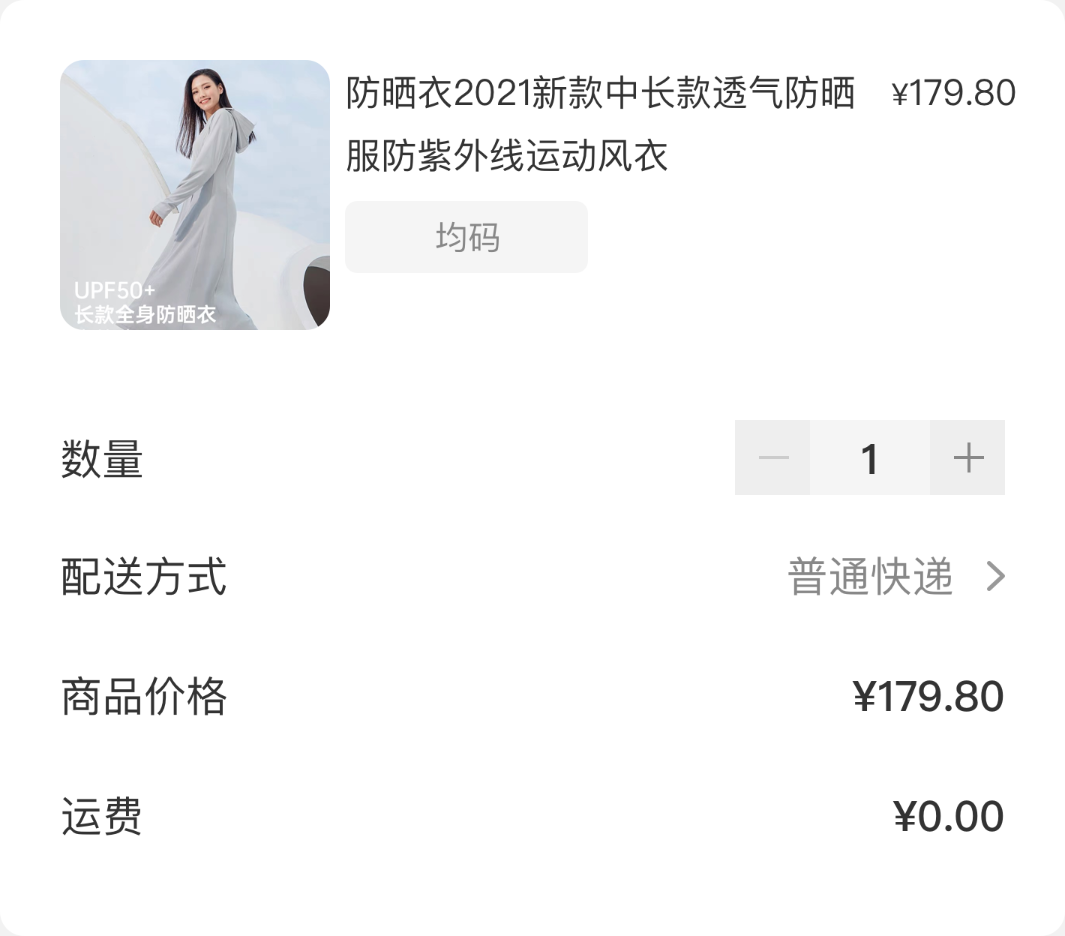 防晒衣2021新款中长款透气防晒 ¥179.80
服防紫外线运动风衣
均码
UPF50+
长款全身防晒衣
数量 1
配送方式 普通快递
商品价格 ¥179.80
运费 ¥0.00